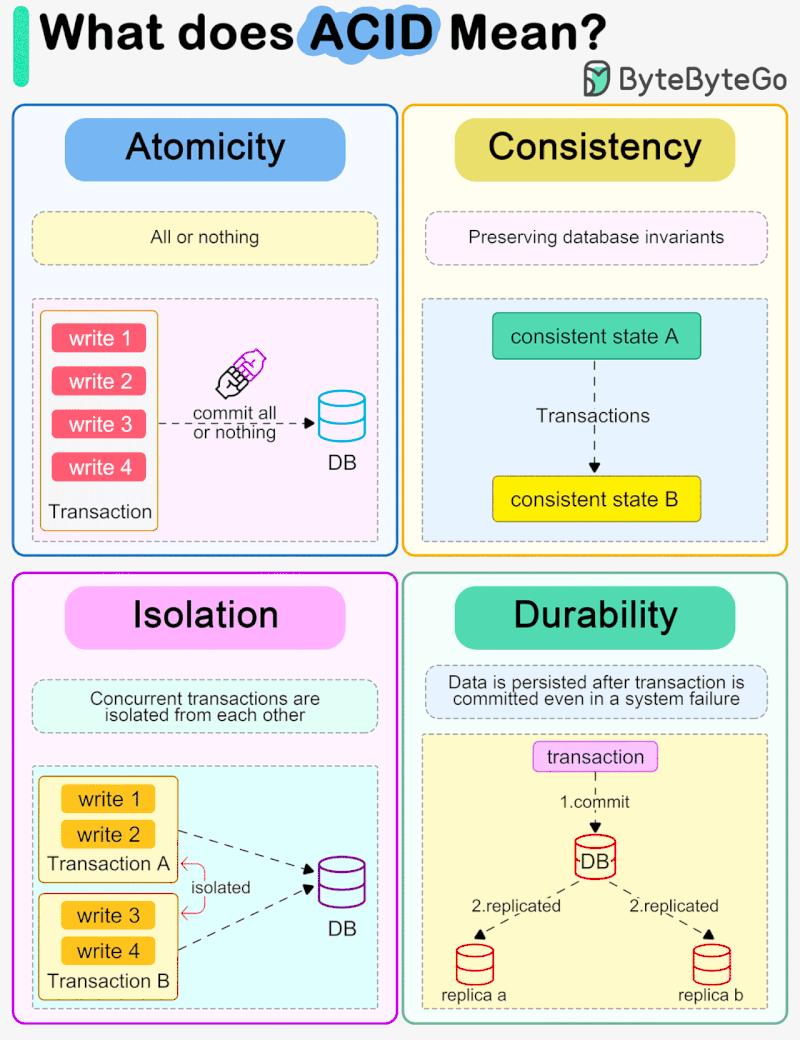 What does ACID Mean?
ByteByteGo
Atomicity
All or nothing
write 1
write 2
write 3
write 4
Transaction
commit all
or nothing
DB
Consistency
Preserving database invariants
consistent state A
Transactions
consistent state B
Isolation
Concurrent transactions are
isolated from each other
write 1
write 2
Transaction A
isolated
write 3
write 4
Transaction B
DB
Durability
Data is persisted after transaction is
committed even in a system failure
transaction
1.commit
DB
2.replicated
2.replicated
replica a
replica b